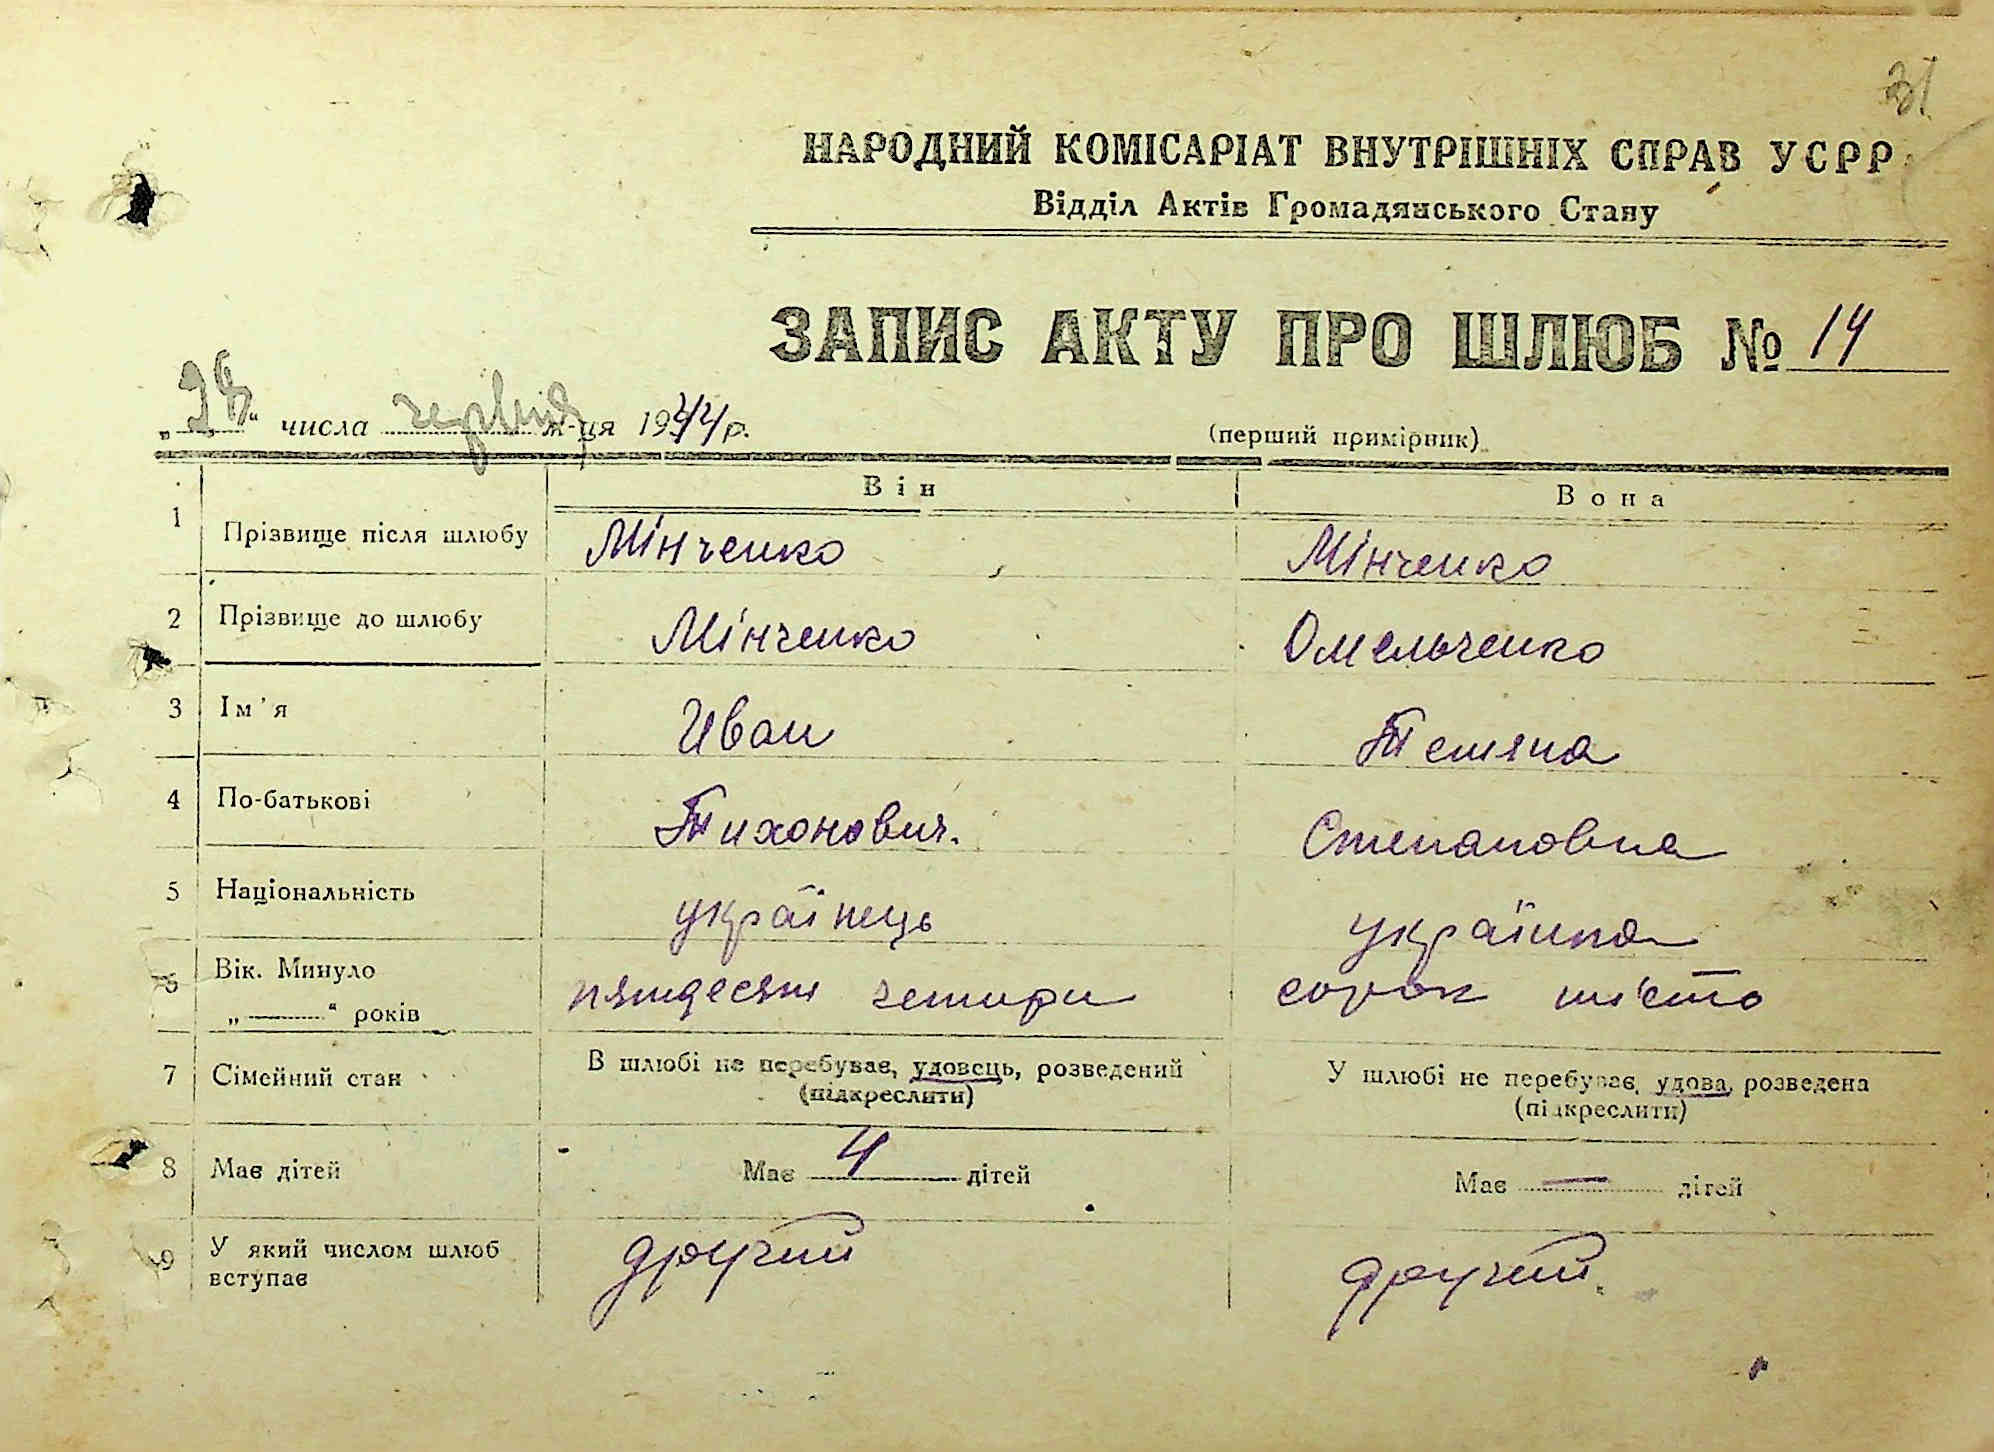 31
НАРОДНИЙ КОМІСАРІАТ ВНУТРІШНІХ СПРАВ УСРР
Відділ Актів Громадянського Стану
ЗАПИС АКТУ ПРО ШЛЮБ № 14
„28“ числа червня м-ця 1944 р. (перший примірник)
Він Вона
1 Прізвище після шлюбу Мінченко Мінченко
2 Прізвище до шлюбу Мінченко Омельченко
3 Ім'я Иван Тетяна
4 По-батькові Тихонович. Степановна
5 Національність українець українка
6 Вік. Минуло пятдесят чотири сорок шість
„ “ років
7 Сімейний стан В шлюбі не перебуває, удовець, розведений У шлюбі не перебуває, удова, розведена
(підкреслити) (підкреслити)
8 Має дітей Має 4 дітей Має — дітей
9 У який числом шлюб вступає другий другий.